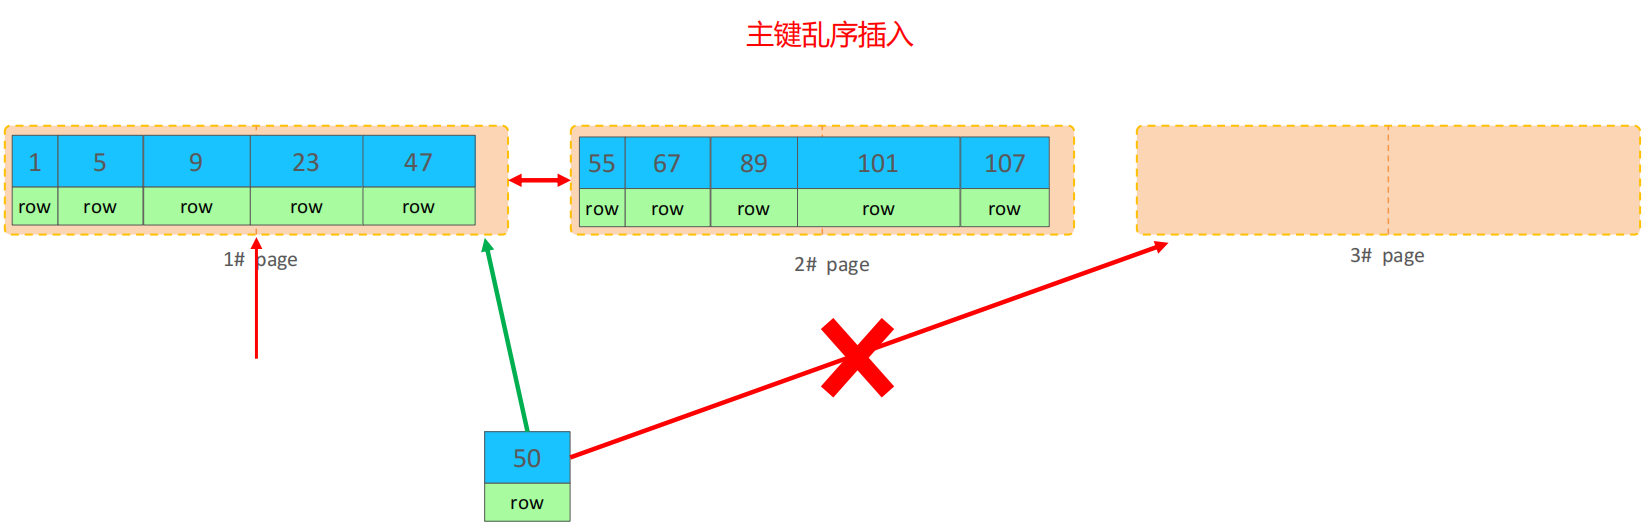 主键乱序插入
1 5 9 23 47
row row row row row
1# page
55 67 89 101 107
row row row row row
2# page
3# page
50
row